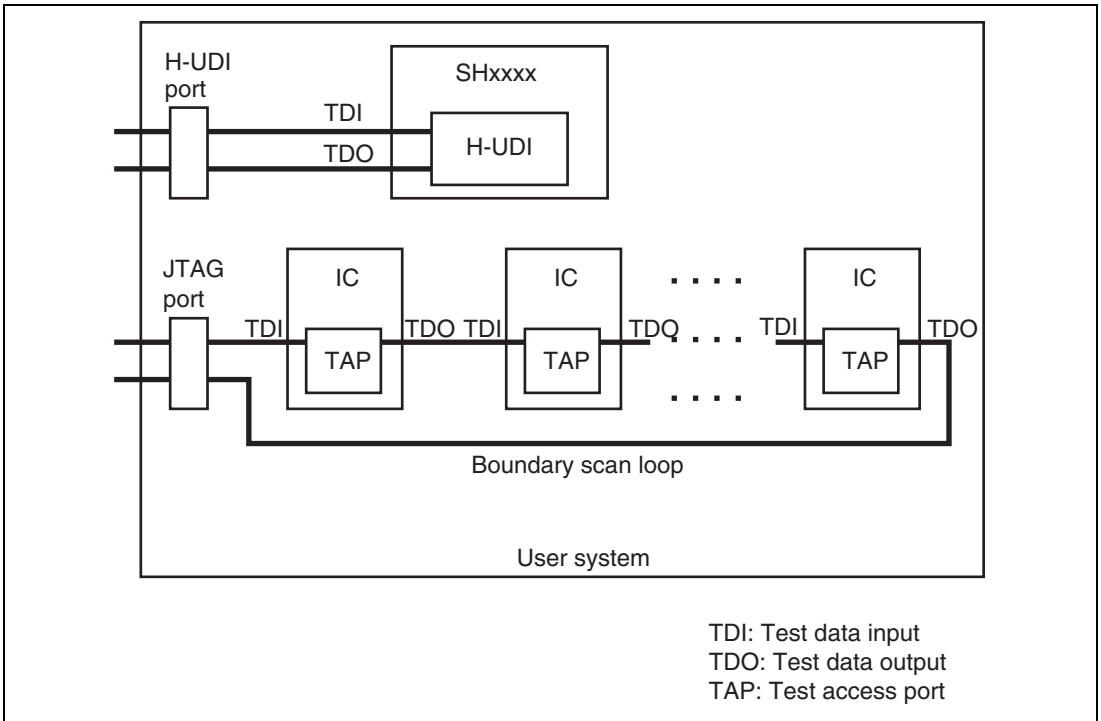 H-UDI
port
SHxxxx
TDI
H-UDI
TDO
JTAG
port
IC
IC
IC
TDI
TDO
TDI
TDO
TDI
TDO
TAP
TAP
TAP
Boundary scan loop
User system
TDI: Test data input
TDO: Test data output
TAP: Test access port